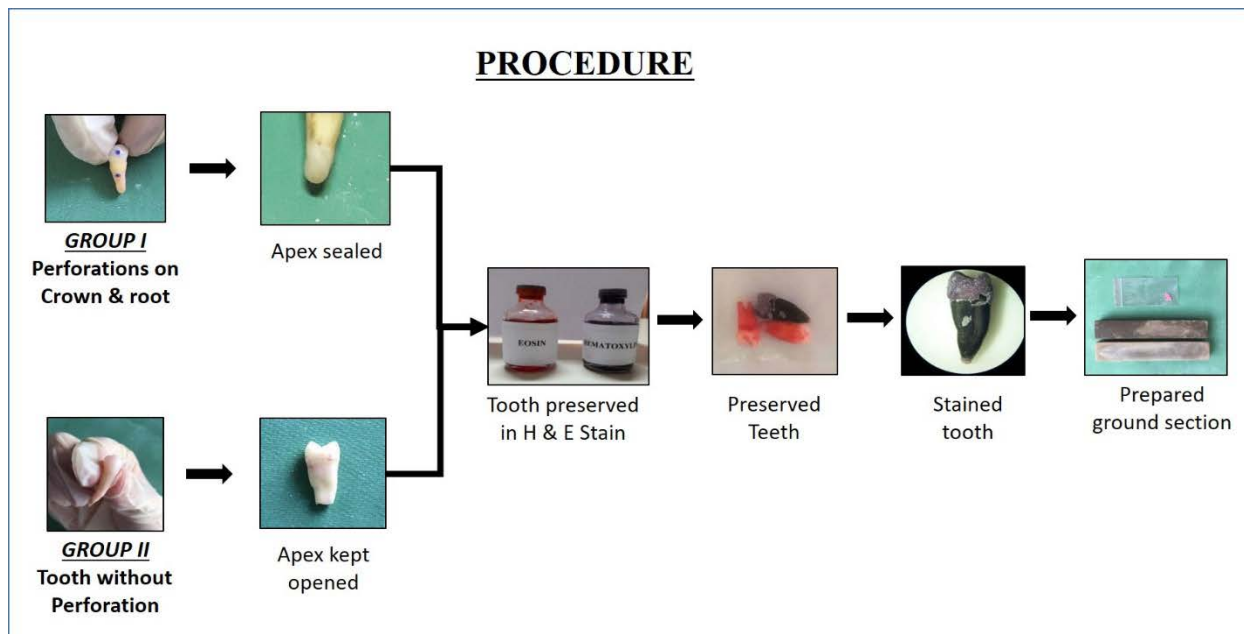 PROCEDURE
GROUP I
Perforations on
Crown & root
Apex sealed
EOSIN
HEMATOXYLIN
Tooth preserved
in H & E Stain
Preserved
Teeth
Stained
tooth
Prepared
ground section
GROUP II
Tooth without
Perforation
Apex kept
opened